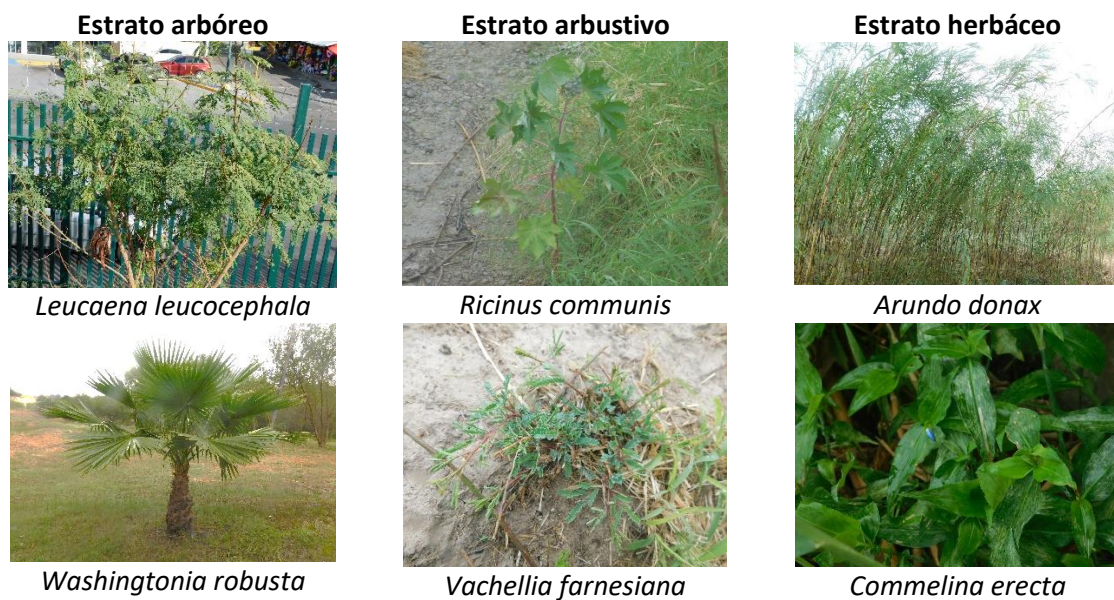 Estrato arbóreo
Estrato arbustivo
Estrato herbáceo
Leucaena leucocephala
Ricinus communis
Arundo donax
Washingtonia robusta
Vachellia farnesiana
Commelina erecta